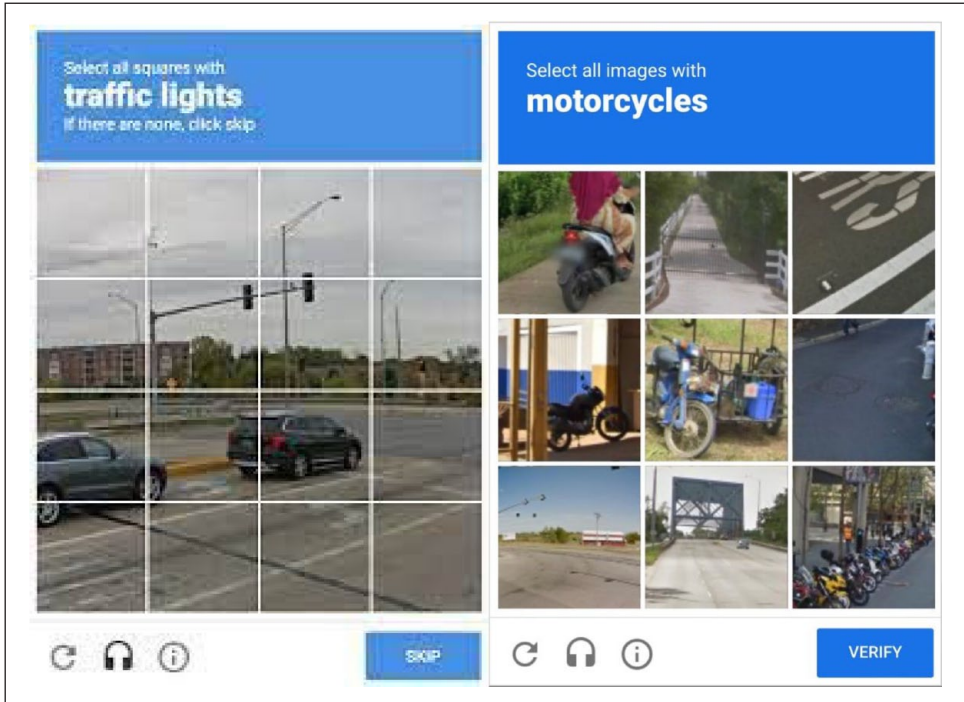 Select all squares with
traffic lights
If there are none, click skip
SKIP
Select all images with
motorcycles
VERIFY